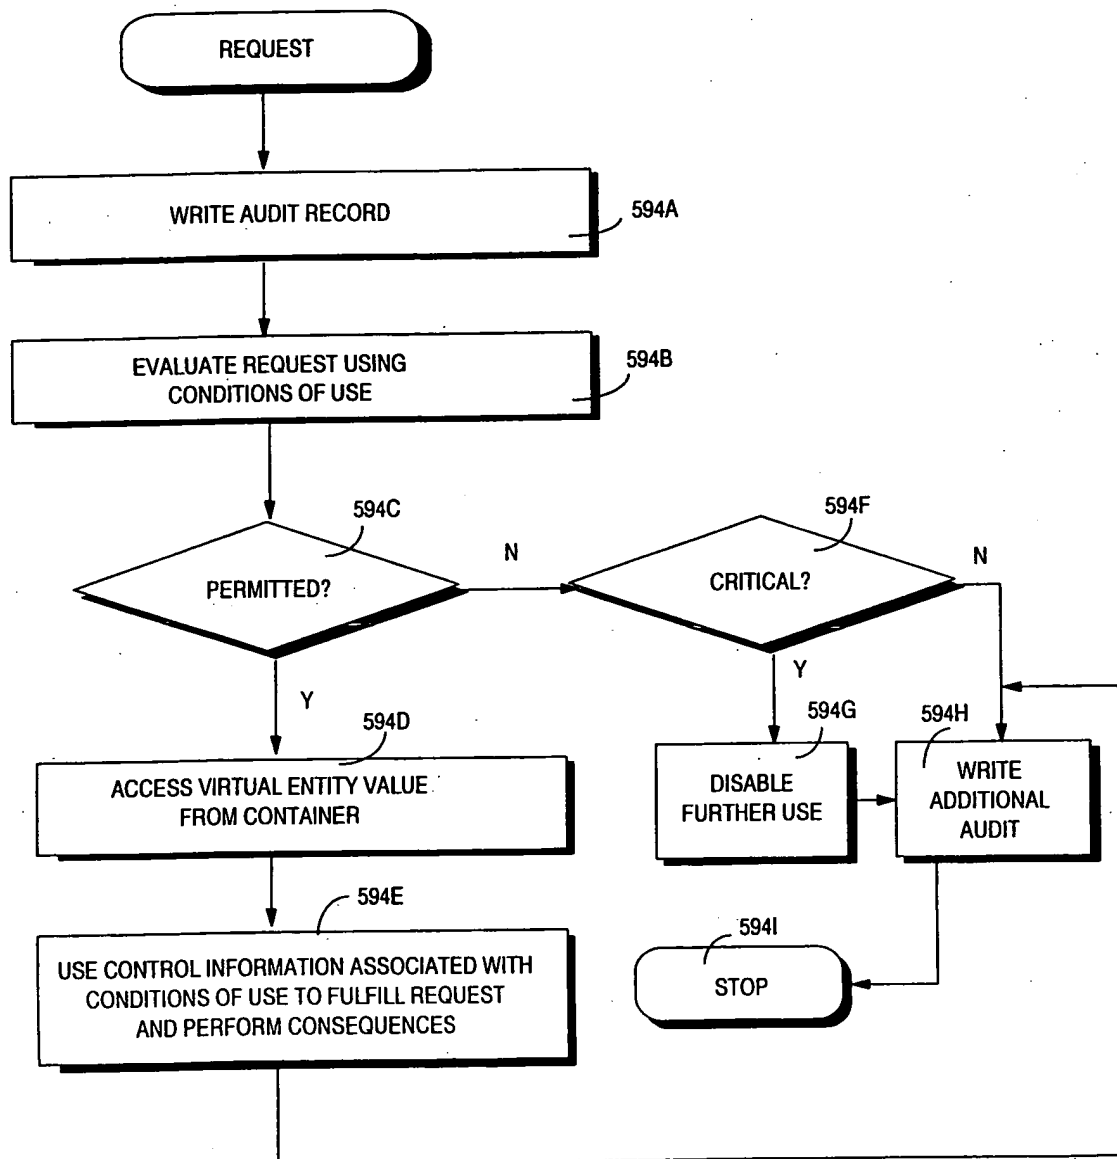 REQUEST
WRITE AUDIT RECORD
594A
EVALUATE REQUEST USING
CONDITIONS OF USE
594B
594C
PERMITTED?
N
594F
CRITICAL?
N
Y
Y
594D
ACCESS VIRTUAL ENTITY VALUE
FROM CONTAINER
594G
DISABLE
FURTHER USE
594H
WRITE
ADDITIONAL
AUDIT
594E
USE CONTROL INFORMATION ASSOCIATED WITH
CONDITIONS OF USE TO FULFILL REQUEST
AND PERFORM CONSEQUENCES
594I
STOP